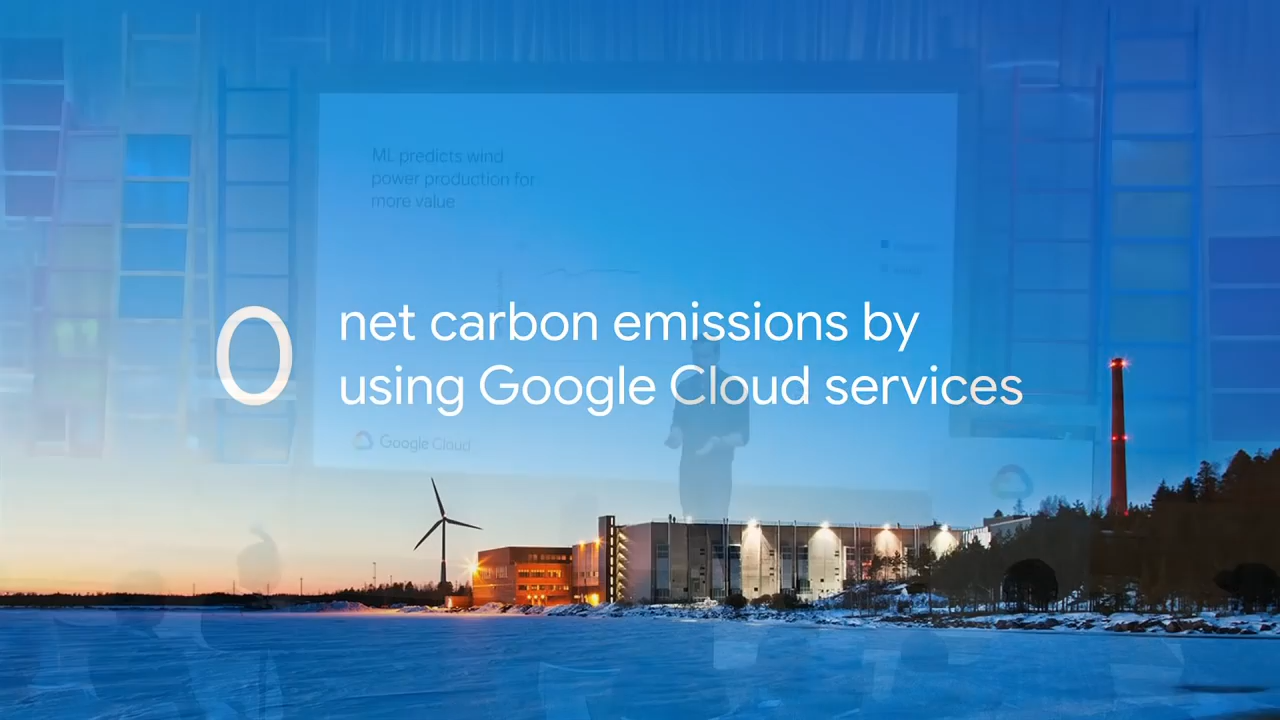 ML predicts wind
power production for
more value
0
net carbon emissions by
using Google Cloud services
Google Cloud